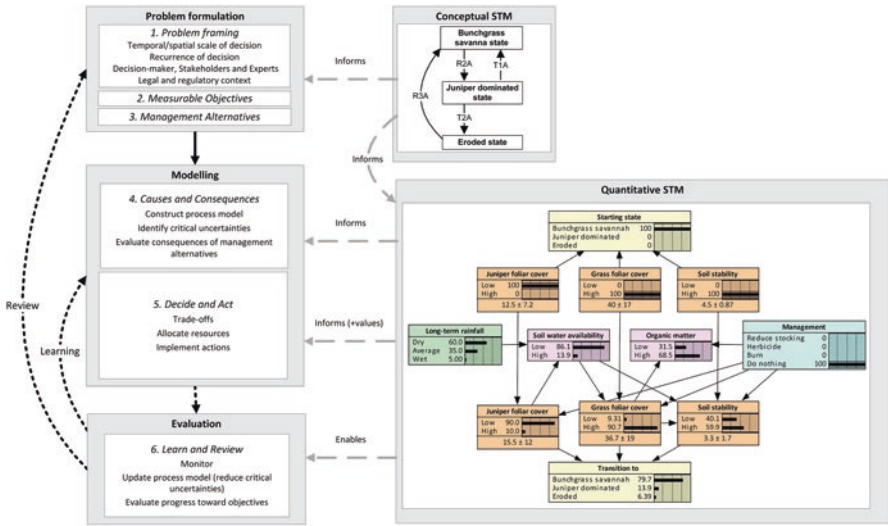 Problem formulation
1. Problem framing
Temporal/spatial scale of decision
Recurrence of decision
Decision-maker, Stakeholders and Experts
Legal and regulatory context
2. Measurable Objectives
3. Management Alternatives
Modelling
4. Causes and Consequences
Construct process model
Identify critical uncertainties
Evaluate consequences of management
alternatives
5. Decide and Act
Trade-offs
Allocate resources
Implement actions
Evaluation
6. Learn and Review
Monitor
Update process model (reduce critical
uncertainties)
Evaluate progress toward objectives
Review
Learning
Informs
Informs
Informs
Informs (+values)
Enables
Conceptual STM
Bunchgrass
savanna state
R2A
T1A
R3A
Juniper dominated
state
T2A
Eroded state
Quantitative STM
Starting state
Bunchgrass savannah 100
Juniper dominated 0
Eroded 0
Juniper foliar cover
Low 100
High 0
12.5 ± 7.2
Grass foliar cover
Low 0
High 100
40 ± 17
Soil stability
Low 0
High 100
4.5 ± 0.87
Long-term rainfall
Dry 60.0
Average 35.0
Wet 5.00
Soil water availability
Low 86.1
High 13.9
Organic matter
Low 31.5
High 68.5
Management
Reduce stocking 0
Herbicide 0
Burn 0
Do nothing 100
Juniper foliar cover
Low 90.0
High 10.0
15.5 ± 12
Grass foliar cover
Low 9.31
High 90.7
36.7 ± 19
Soil stability
Low 40.1
High 59.9
3.3 ± 1.7
Transition to
Bunchgrass savannah 79.7
Juniper dominated 13.9
Eroded 6.39